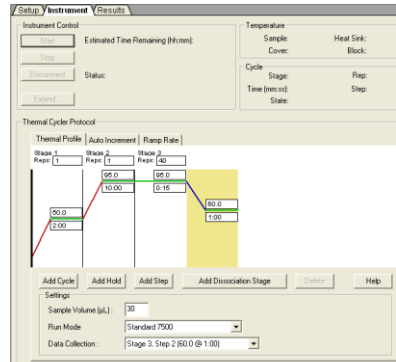 Setup Instrument Results
Instrument Control
Start
Estimated Time Remaining (hh:mm):
Stop
Disconnect
Status:
Extend...
Temperature
Sample: Heat Sink:
Cover: Block:
Cycle
Stage: Rep:
Time (mm:ss): Step:
State:
Thermal Cycler Protocol
Thermal Profile Auto Increment Ramp Rate
Stage 1 Stage 2 Stage 3
Reps: 1 Reps: 1 Reps: 40
95.0 95.0
10:00 0:15
50.0
2:00
60.0
1:00
Add Cycle Add Hold Add Step Add Dissociation Stage Delete Help
Settings
Sample Volume (µL) : 30
Run Mode Standard 7500
Data Collection : Stage 3, Step 2 (60.0 @ 1:00)